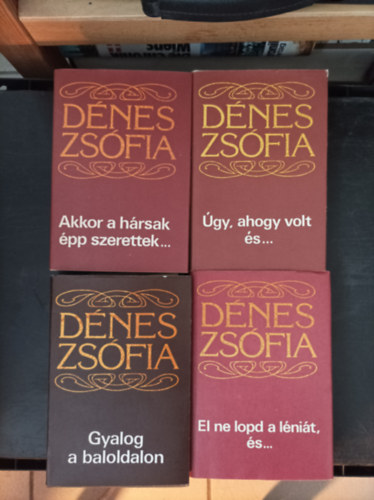 Wiens
DÉNES
ZSÓFIA
Akkor a hársak
épp szerettek...
DÉNES
ZSÓFIA
Úgy, ahogy volt
és...
DÉNES
ZSÓFIA
Gyalog
a baloldalon
DÉNES
ZSÓFIA
El ne lopd a léniát,
és...